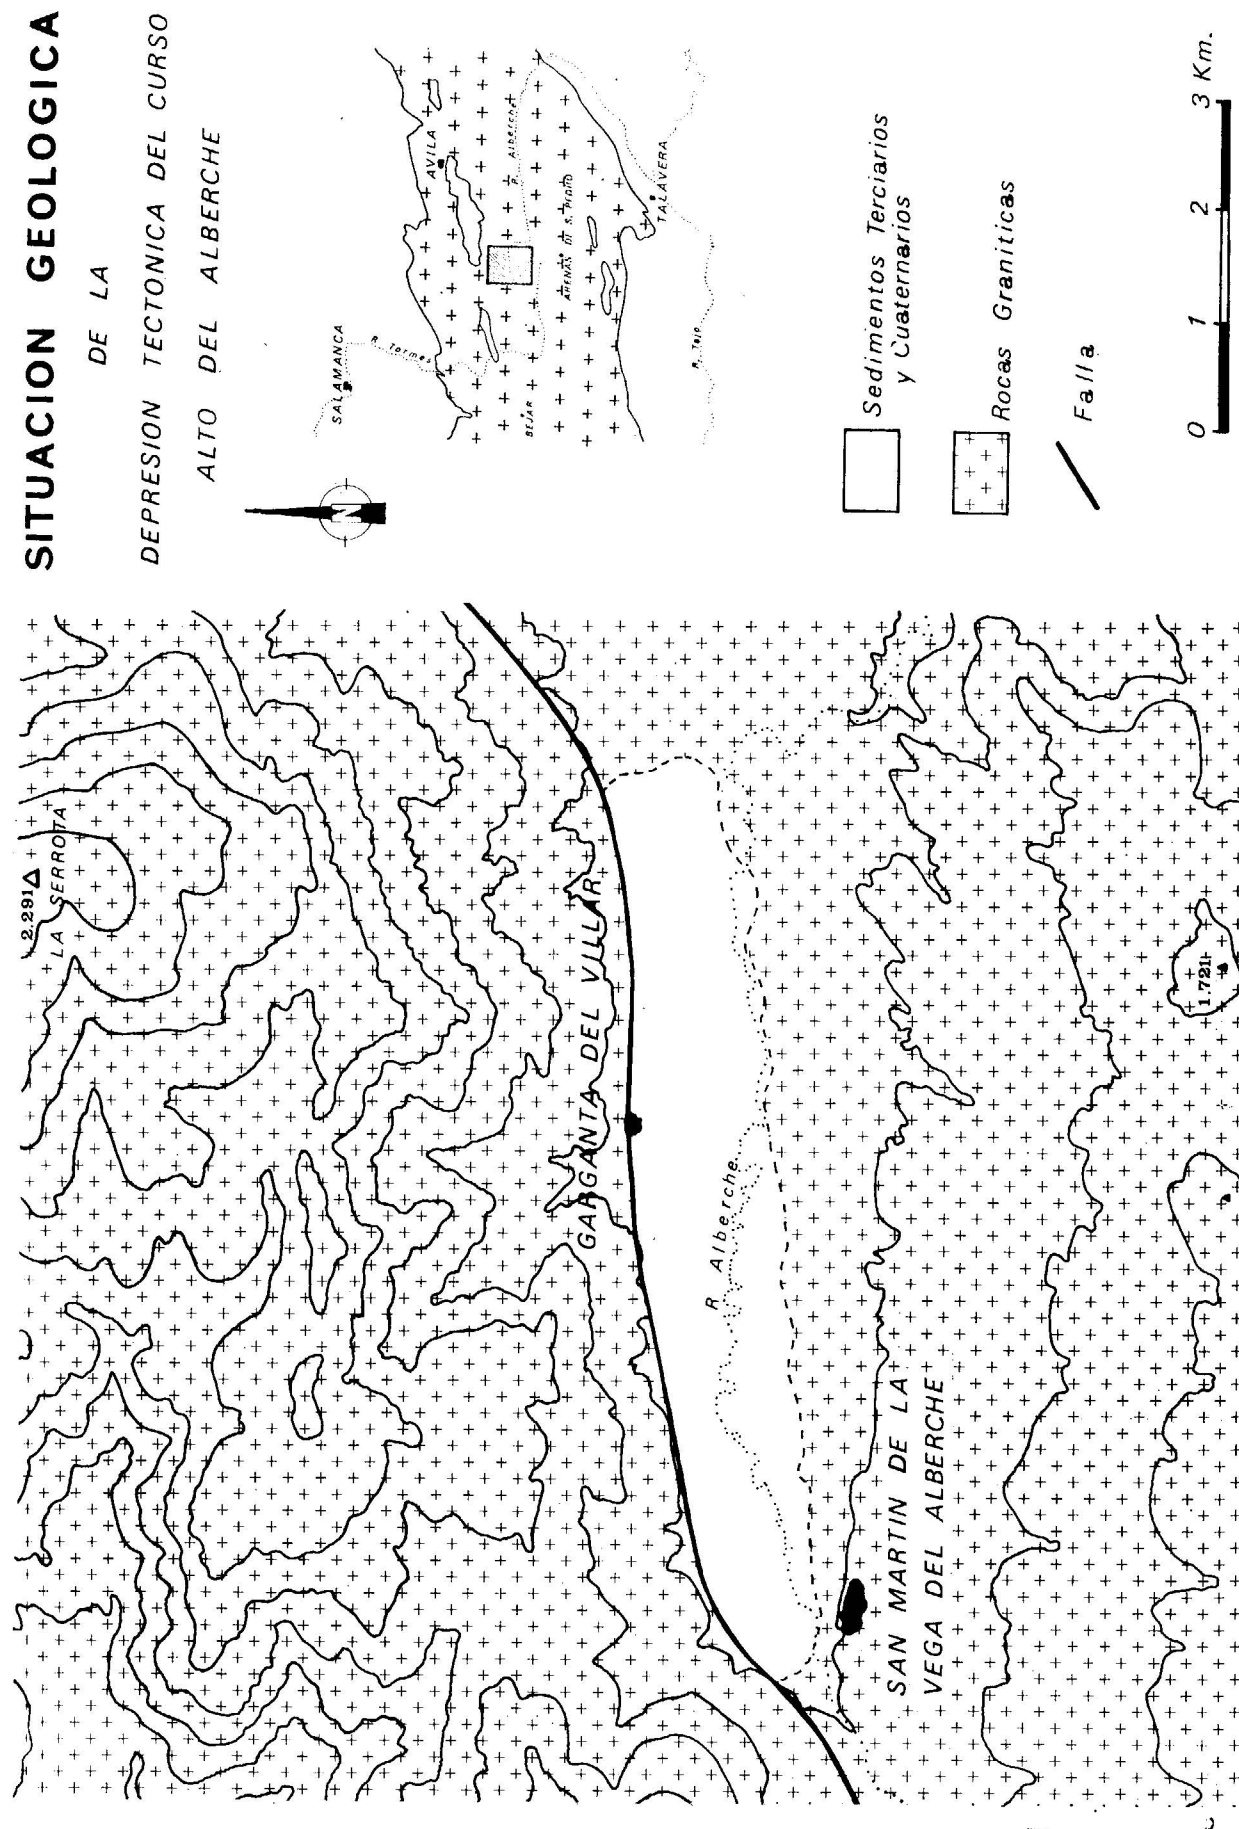 SITUACION GEOLOGICA
DE LA
DEPRESION TECTONICA DEL CURSO
ALTO DEL ALBERCHE
N
SALAMANCA
R. Tormes
AVILA
R. Alberche
BEJAR
ARENAS DE S. PEDRO
TALAVERA
R. Tajo
Sedimentos Terciarios
y Cuaternarios
Rocas Graniticas
Falla
0 1 2 3 Km.
2.291
LA SERROTA
GARGANTA DEL VILLAR
R Alberche
SAN MARTIN DE LA
VEGA DEL ALBERCHE
1.721